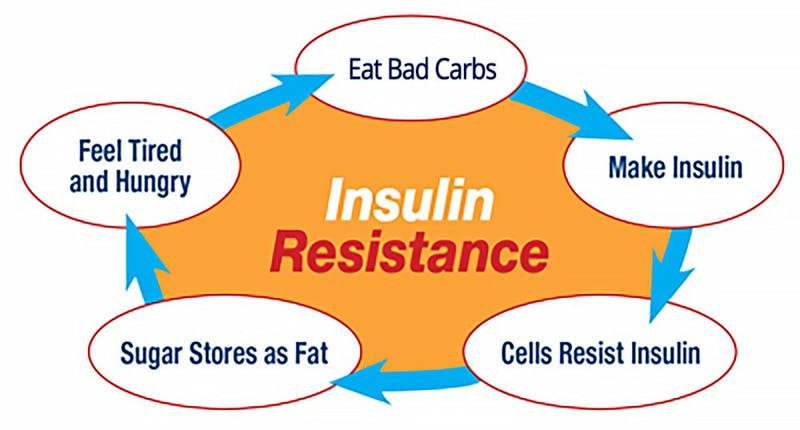 Eat Bad Carbs
Make Insulin
Cells Resist Insulin
Sugar Stores as Fat
Feel Tired
and Hungry
Insulin
Resistance